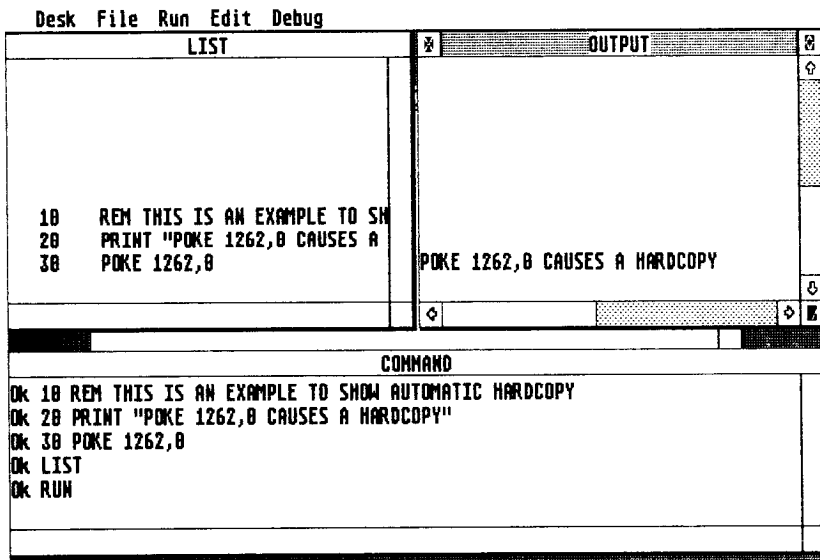 Desk File Run Edit Debug
LIST
OUTPUT
10 REM THIS IS AN EXAMPLE TO SH
20 PRINT "POKE 1262,0 CAUSES A
30 POKE 1262,0
POKE 1262,0 CAUSES A HARDCOPY
COMMAND
Ok 10 REM THIS IS AN EXAMPLE TO SHOW AUTOMATIC HARDCOPY
Ok 20 PRINT "POKE 1262,0 CAUSES A HARDCOPY"
Ok 30 POKE 1262,0
Ok LIST
Ok RUN